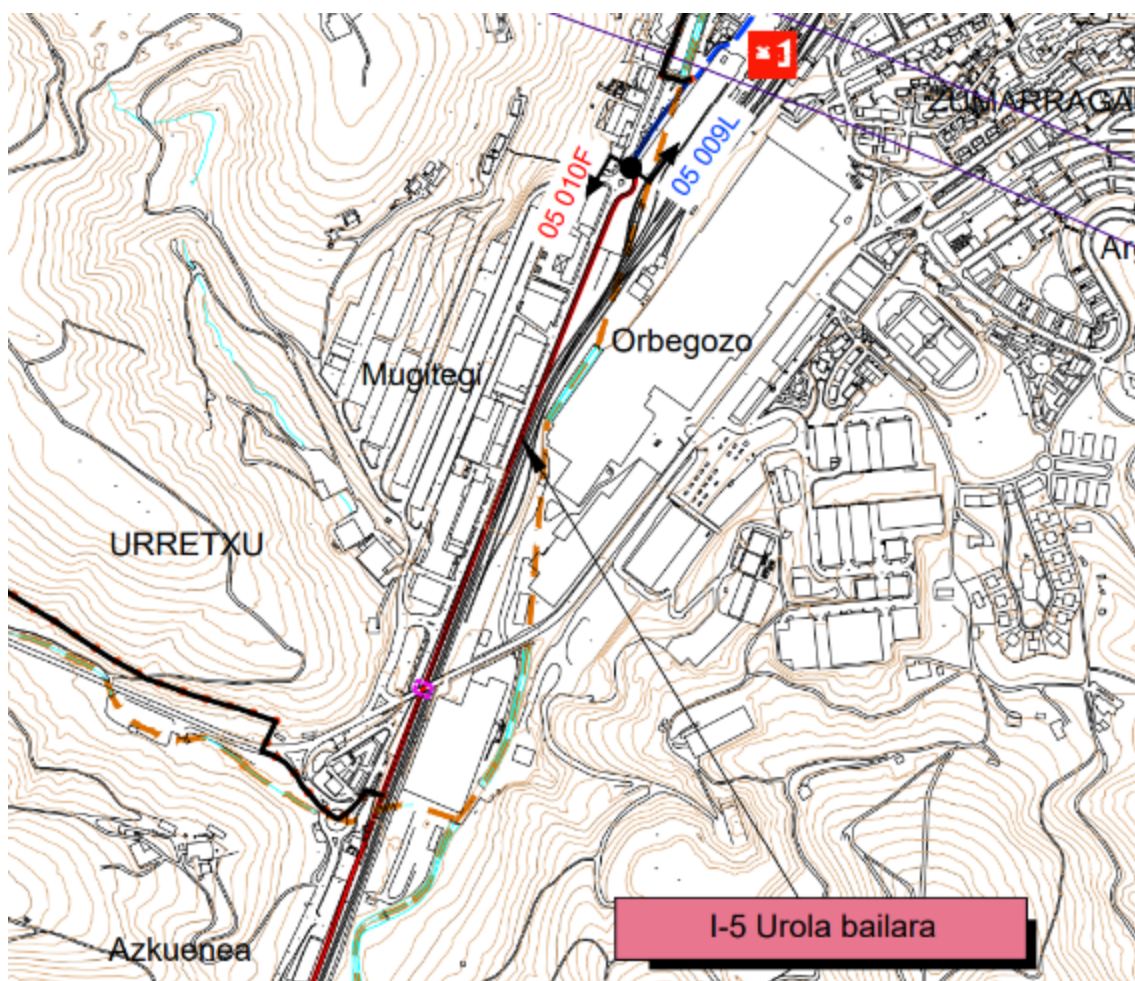 ZUMARRAGA
05 010F
05 009L
Orbegozo
Mugitegi
URRETXU
I-5 Urola bailara
Azkuenea